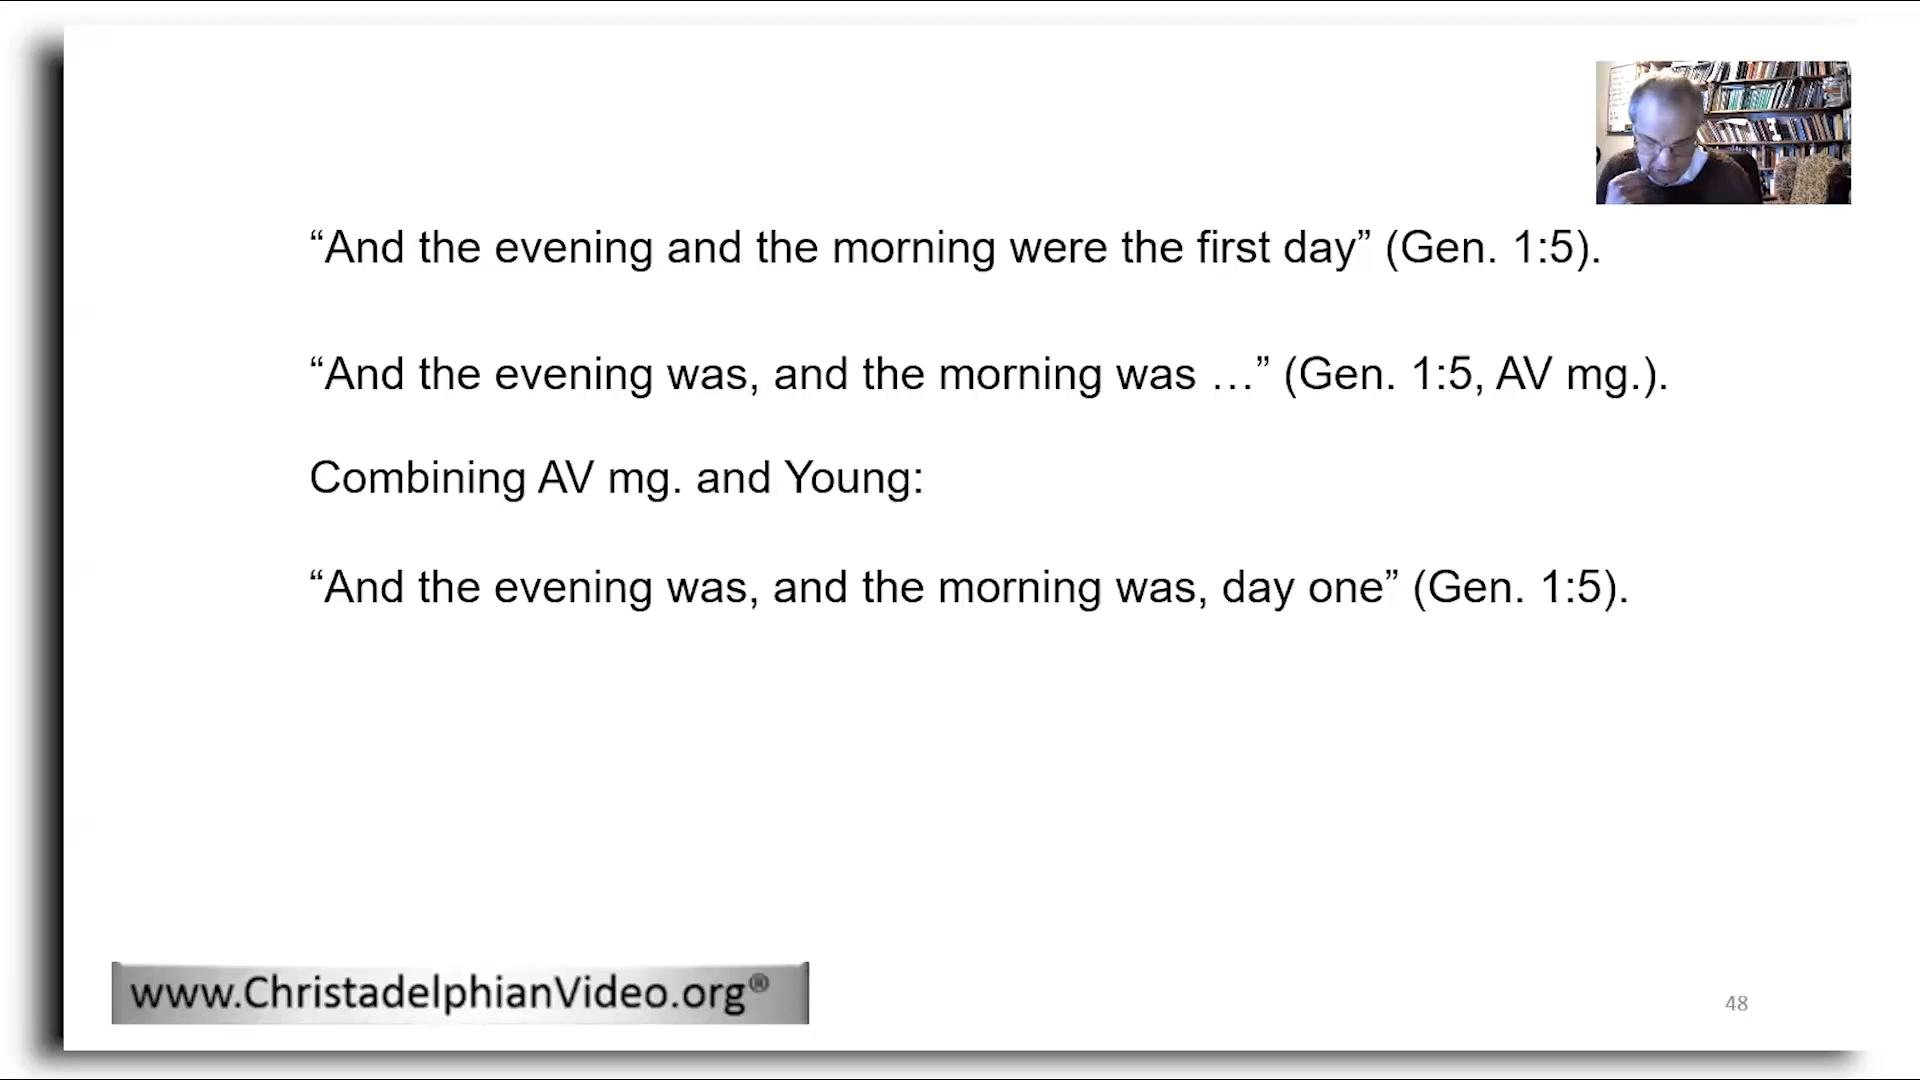 “And the evening and the morning were the first day” (Gen. 1:5).
“And the evening was, and the morning was …” (Gen. 1:5, AV mg.).
Combining AV mg. and Young:
“And the evening was, and the morning was, day one” (Gen. 1:5).
www.ChristadelphianVideo.org®
48